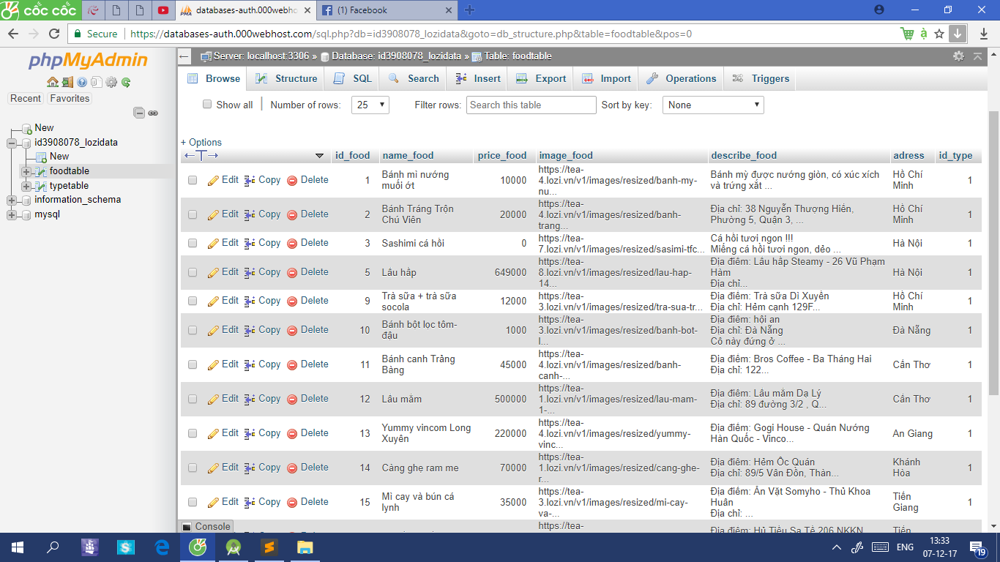 cốc cốc
databases-auth.000webho
(1) Facebook
Secure
https://databases-auth.000webhost.com/sql.php?db=id3908078_lozidata&goto=db_structure.php&table=foodtable&pos=0
phpMyAdmin
Recent Favorites
New
id3908078_lozidata
New
foodtable
typetable
information_schema
mysql
Server: localhost:3306 » Database: id3908078_lozidata » Table: foodtable
Browse Structure SQL Search Insert Export Import Operations Triggers
Show all Number of rows: 25 Filter rows: Search this table Sort by key: None
+ Options
id_food name_food price_food image_food describe_food adress id_type
Edit Copy Delete 1 Bánh mì nướng muối ớt 10000 https://tea-4.lozi.vn/v1/images/resized/banh-my-nu... Bánh mỳ được nướng giòn, có xúc xích và trứng xắt ... Hồ Chí Minh 1
Edit Copy Delete 2 Bánh Tráng Trộn Chú Viên 20000 https://tea-4.lozi.vn/v1/images/resized/banh-trang... Địa chỉ: 38 Nguyễn Thượng Hiền, Phường 5, Quận 3, ... Hồ Chí Minh 1
Edit Copy Delete 3 Sashimi cá hồi 0 https://tea-7.lozi.vn/v1/images/resized/sasimi-tfc... Cá hồi tươi ngon !!! Miếng cá hồi tươi ngon, dẻo ... Hà Nội 1
Edit Copy Delete 5 Lẩu hấp 649000 https://tea-8.lozi.vn/v1/images/resized/lau-hap-14... Địa điểm: Lẩu hấp Steamy - 26 Vũ Phạm Hàm Địa chỉ... Hà Nội 1
Edit Copy Delete 9 Trà sữa + trà sữa socola 12000 https://tea-3.lozi.vn/v1/images/resized/tra-sua-tr... Địa điểm: Trà sữa Dì Xuyến Địa chỉ: Hẻm cạnh 129F... Hồ Chí Minh 1
Edit Copy Delete 10 Bánh bột lọc tôm-đậu 1000 https://tea-3.lozi.vn/v1/images/resized/banh-bot-l... Địa điểm: hội an Địa chỉ: Đà Nẵng Cô này đứng ở ... Đà Nẵng 1
Edit Copy Delete 11 Bánh canh Trảng Bàng 45000 https://tea-4.lozi.vn/v1/images/resized/banh-canh-... Địa điểm: Bros Coffee - Ba Tháng Hai Địa chỉ: 122... Cần Thơ 1
Edit Copy Delete 12 Lẩu mắm 500000 https://tea-1.lozi.vn/v1/images/resized/lau-mam-1-... Địa điểm: Lẩu mắm Dạ Lý Địa chỉ: 89 đường 3/2 , Q... Cần Thơ 1
Edit Copy Delete 13 Yummy vincom Long Xuyên 220000 https://tea-4.lozi.vn/v1/images/resized/yummy-vinc... Địa điểm: Gogi House - Quán Nướng Hàn Quốc - Vinco... An Giang 1
Edit Copy Delete 14 Càng ghẹ ram me 70000 https://tea-1.lozi.vn/v1/images/resized/cang-ghe-r... Địa điểm: Hẻm Ốc Quán Địa chỉ: 89/5 Vân Đồn, Thàn... Khánh Hòa 1
Edit Copy Delete 15 Mì cay và bún cá lynh 35000 https://tea-3.lozi.vn/v1/images/resized/mi-cay-va-... Địa điểm: Ăn Vặt Somyho - Thủ Khoa Huân Địa chỉ: ... Tiền Giang 1
https://tea- Địa điểm: Hủ Tiếu Sa Tế 206 NKKN Tiền
Console
ENG
13:33
07-12-17
19